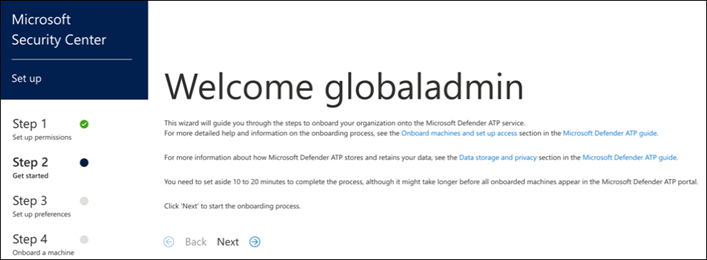 Microsoft
Security Center
Set up
Step 1
Set up permissions
Step 2
Get started
Step 3
Set up preferences
Step 4
Onboard a machine
Welcome globaladmin
This wizard will guide you through the steps to onboard your organization onto the Microsoft Defender ATP service.
For more detailed help and information on the onboarding process, see the Onboard machines and set up access section in the Microsoft Defender ATP guide.
For more information about how Microsoft Defender ATP stores and retains your data, see the Data storage and privacy section in the Microsoft Defender ATP guide.
You need to set aside 10 to 20 minutes to complete the process, although it might take longer before all onboarded machines appear in the Microsoft Defender ATP portal.
Click 'Next' to start the onboarding process.
Back Next